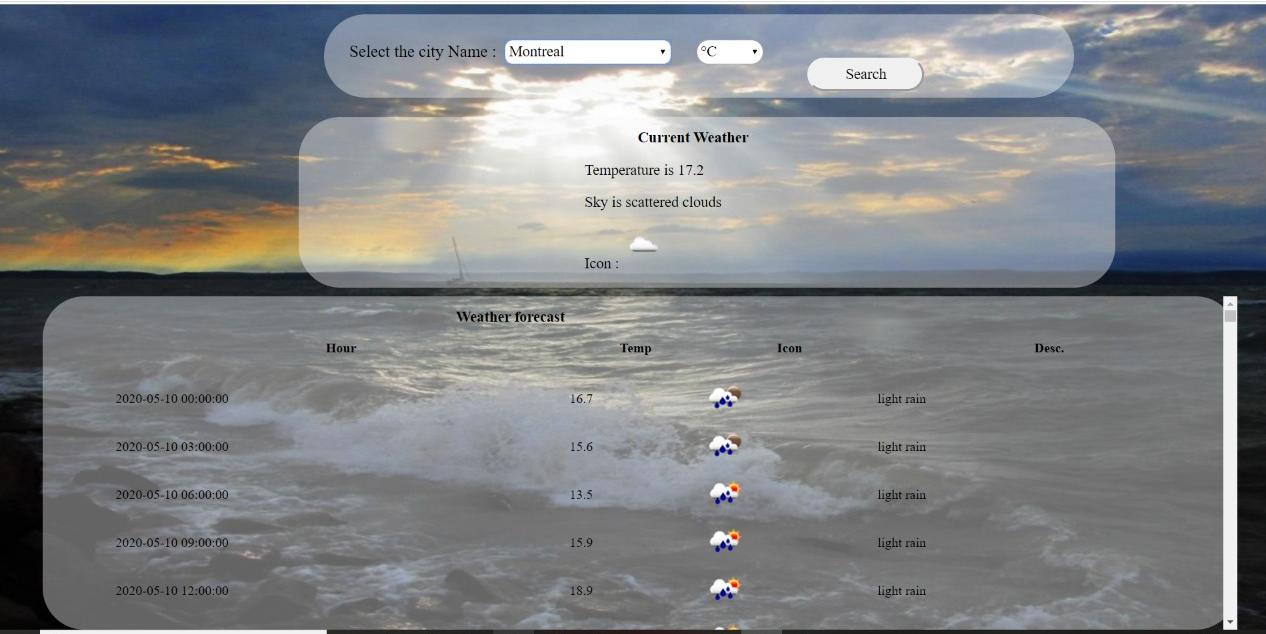 Select the city Name : Montreal °C
Search
Current Weather
Temperature is 17.2
Sky is scattered clouds
Icon :
Weather forecast
Hour Temp Icon Desc.
2020-05-10 00:00:00 16.7 light rain
2020-05-10 03:00:00 15.6 light rain
2020-05-10 06:00:00 13.5 light rain
2020-05-10 09:00:00 15.9 light rain
2020-05-10 12:00:00 18.9 light rain